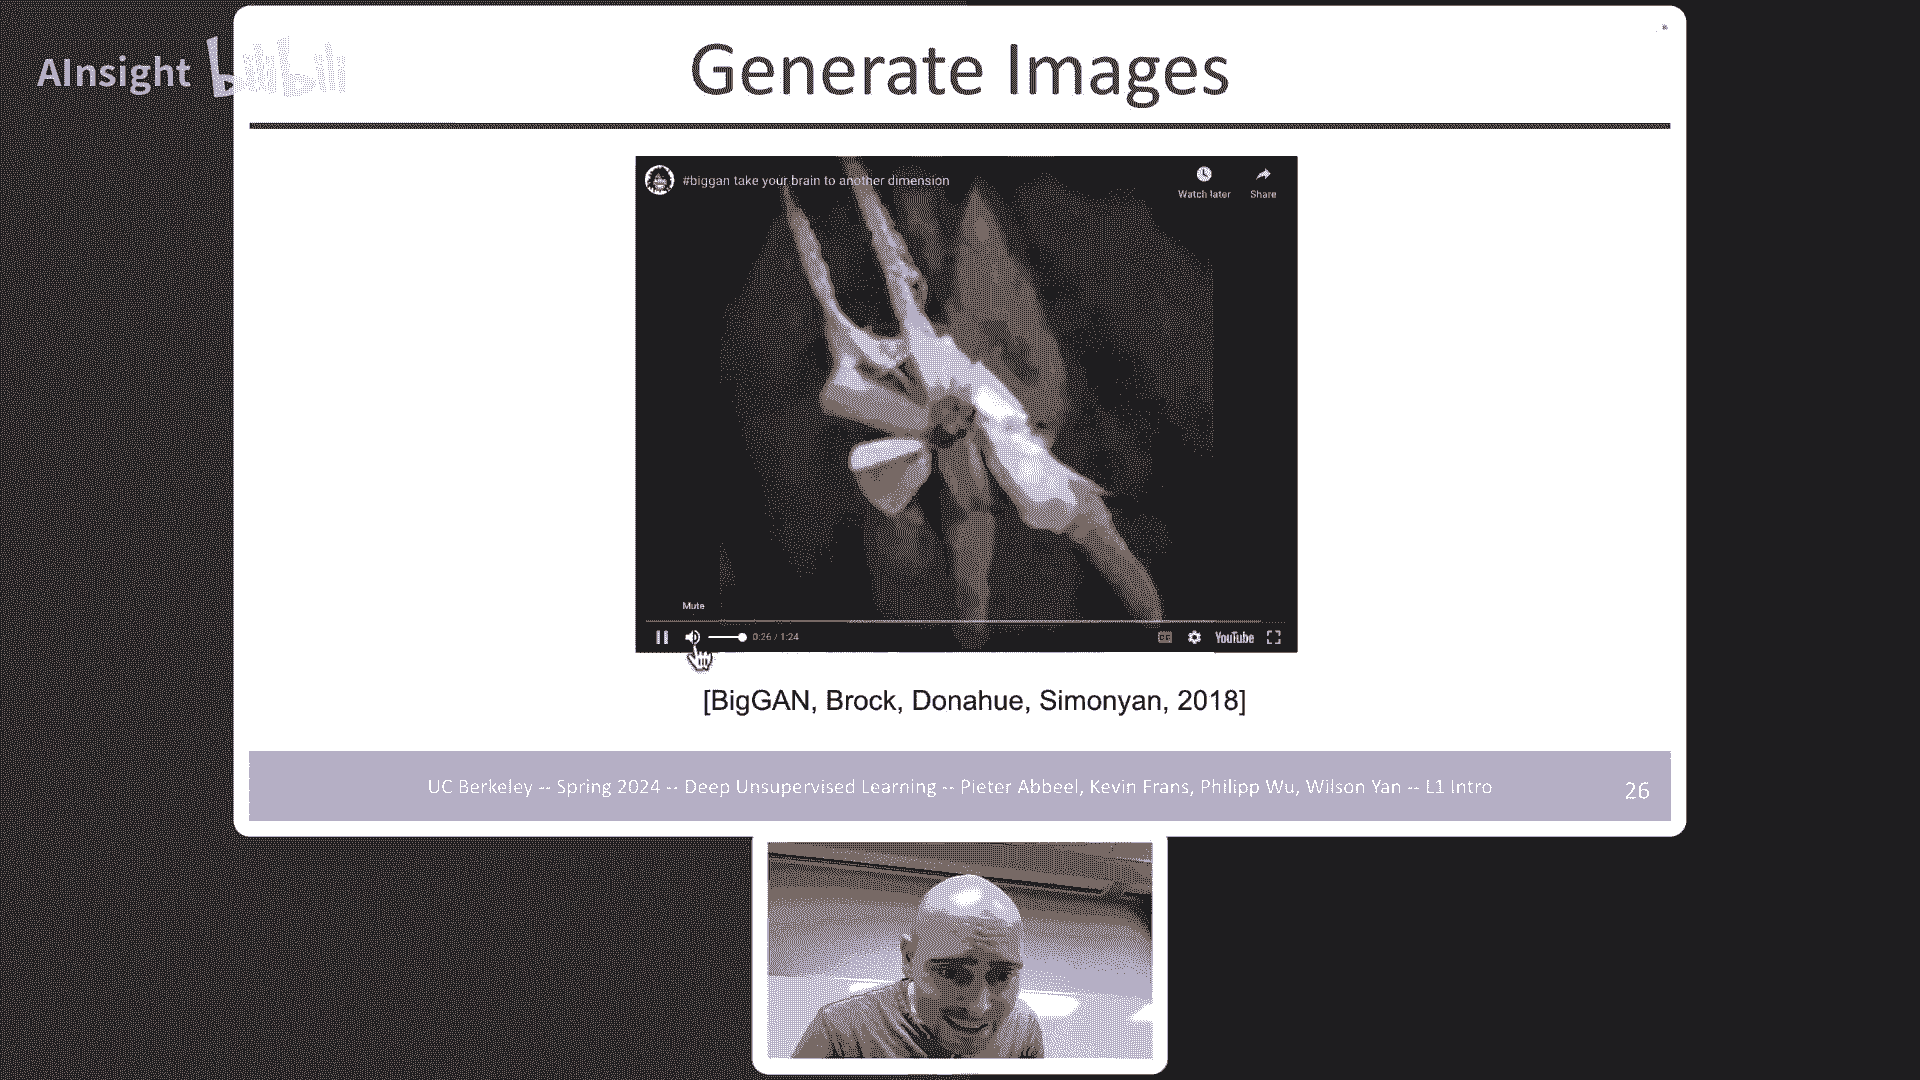 AInsight bilibili
Generate Images
#biggan take your brain to another dimension
Watch later
Share
Mute
0:26 / 1:24
CC
YouTube
[BigGAN, Brock, Donahue, Simonyan, 2018]
UC Berkeley -- Spring 2024 -- Deep Unsupervised Learning -- Pieter Abbeel, Kevin Frans, Philipp Wu, Wilson Yan -- L1 Intro
26